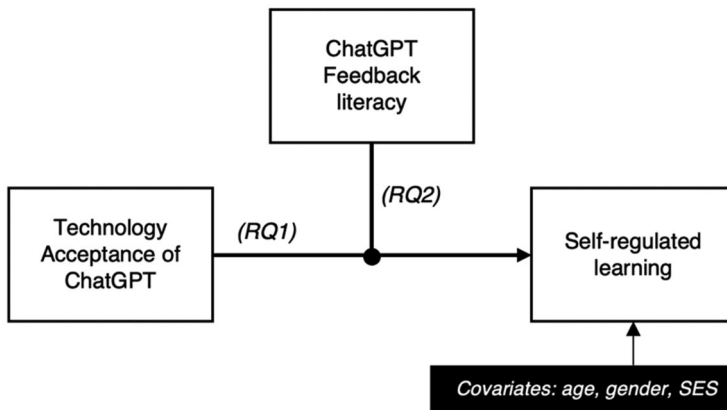 ChatGPT
Feedback
literacy
(RQ2)
Technology
Acceptance of
ChatGPT
(RQ1)
Self-regulated
learning
Covariates: age, gender, SES